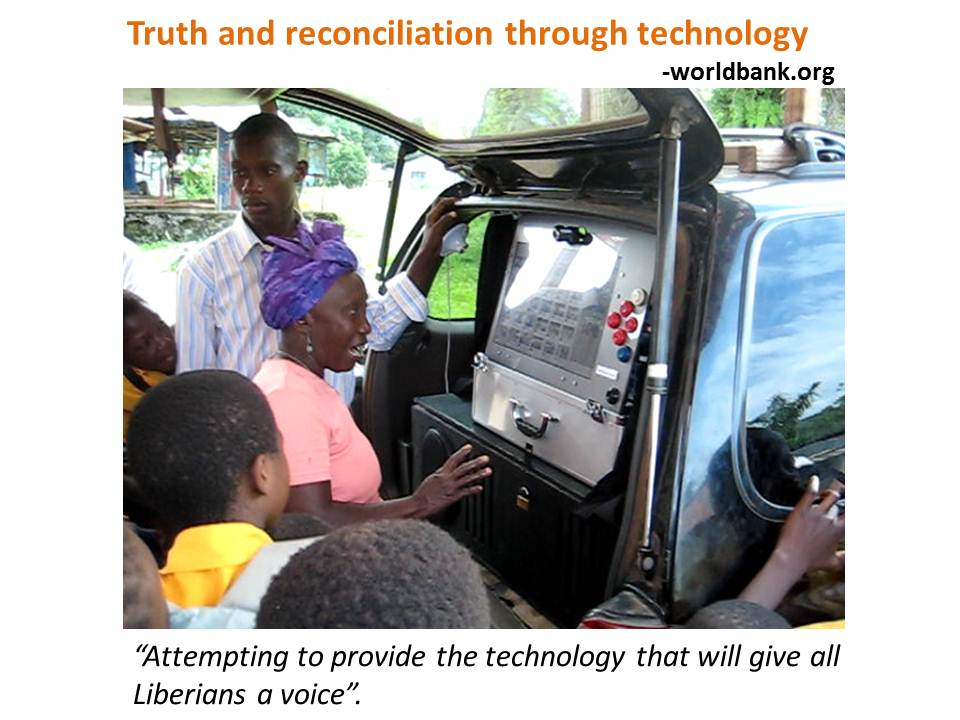 Truth and reconciliation through technology
-worldbank.org
“Attempting to provide the technology that will give all
Liberians a voice”.